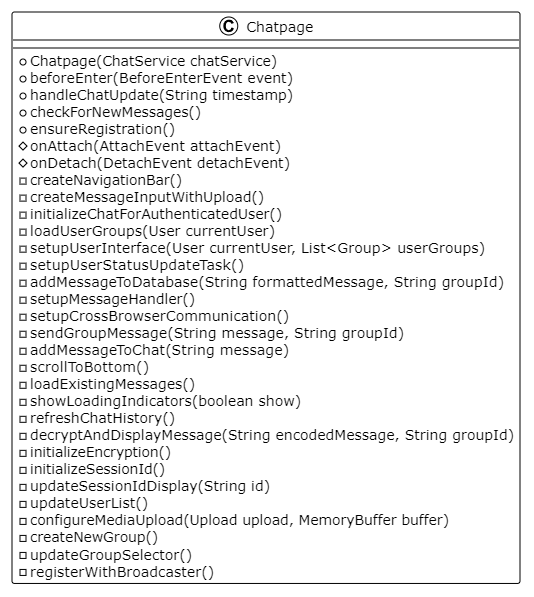 C Chatpage
Chatpage(ChatService chatService)
beforeEnter(BeforeEnterEvent event)
handleChatUpdate(String timestamp)
checkForNewMessages()
ensureRegistration()
onAttach(AttachEvent attachEvent)
onDetach(DetachEvent detachEvent)
createNavigationBar()
createMessageInputWithUpload()
initializeChatForAuthenticatedUser()
loadUserGroups(User currentUser)
setupUserInterface(User currentUser, List<Group> userGroups)
setupUserStatusUpdateTask()
addMessageToDatabase(String formattedMessage, String groupId)
setupMessageHandler()
setupCrossBrowserCommunication()
sendGroupMessage(String message, String groupId)
addMessageToChat(String message)
scrollToBottom()
loadExistingMessages()
showLoadingIndicators(boolean show)
refreshChatHistory()
decryptAndDisplayMessage(String encodedMessage, String groupId)
initializeEncryption()
initializeSessionId()
updateSessionIdDisplay(String id)
updateUserList()
configureMediaUpload(Upload upload, MemoryBuffer buffer)
createNewGroup()
updateGroupSelector()
registerWithBroadcaster()